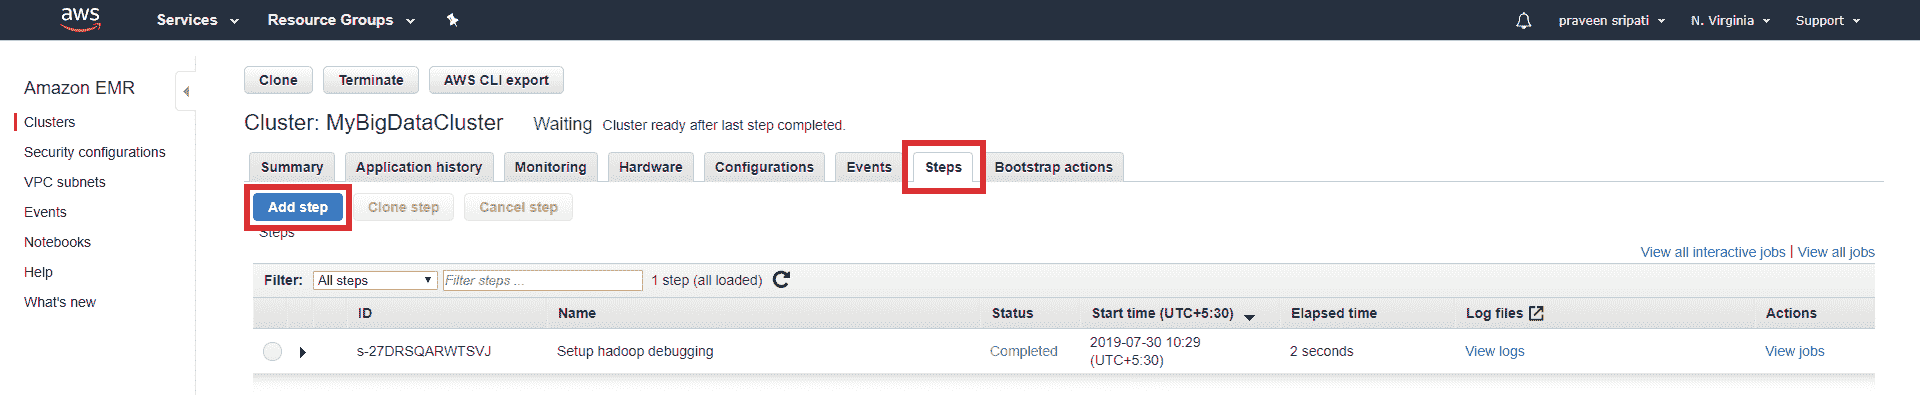 aws Services Resource Groups praveen sripati N. Virginia Support
Amazon EMR
Clusters
Security configurations
VPC subnets
Events
Notebooks
Help
What's new
Clone Terminate AWS CLI export
Cluster: MyBigDataCluster Waiting Cluster ready after last step completed.
Summary Application history Monitoring Hardware Configurations Events Steps Bootstrap actions
Add step Clone step Cancel step
Steps
View all interactive jobs | View all jobs
Filter: All steps Filter steps ... 1 step (all loaded)
ID Name Status Start time (UTC+5:30) Elapsed time Log files Actions
s-27DRSQARWTSVJ Setup hadoop debugging Completed 2019-07-30 10:29 (UTC+5:30) 2 seconds View logs View jobs